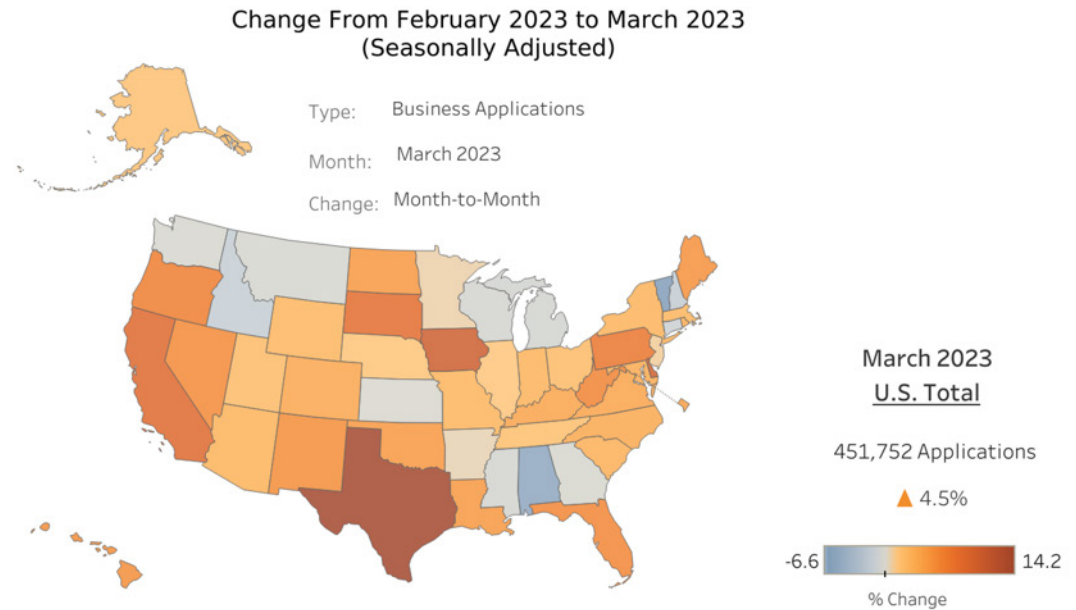 Change From February 2023 to March 2023
(Seasonally Adjusted)
Type: Business Applications
Month: March 2023
Change: Month-to-Month
March 2023
U.S. Total
451,752 Applications
▲ 4.5%
-6.6 14.2
% Change